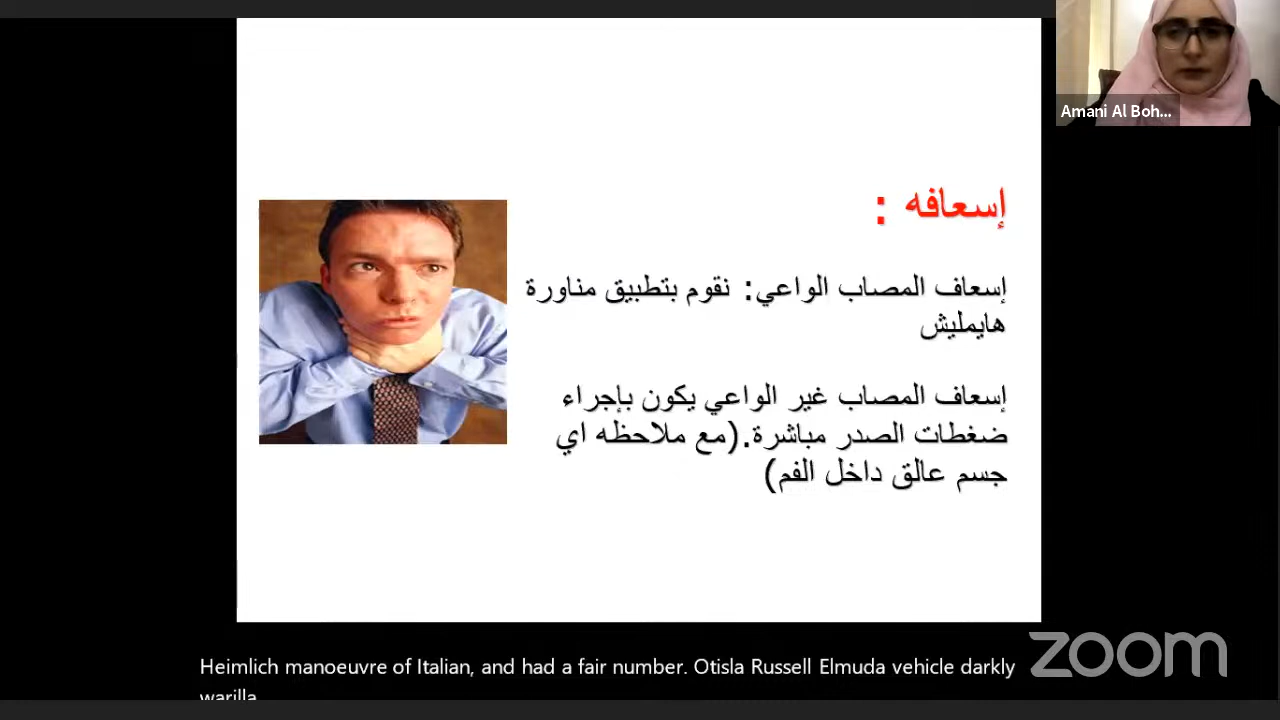 Amani Al Boh...
إسعافه :
إسعاف المصاب الواعي: نقوم بتطبيق مناورة
هايمليش
إسعاف المصاب غير الواعي يكون بإجراء
ضغطات الصدر مباشرة.(مع ملاحظه اي
جسم عالق داخل الفم)
Heimlich manoeuvre of Italian, and had a fair number. Otisla Russell Elmuda vehicle darkly
warilla
zoom